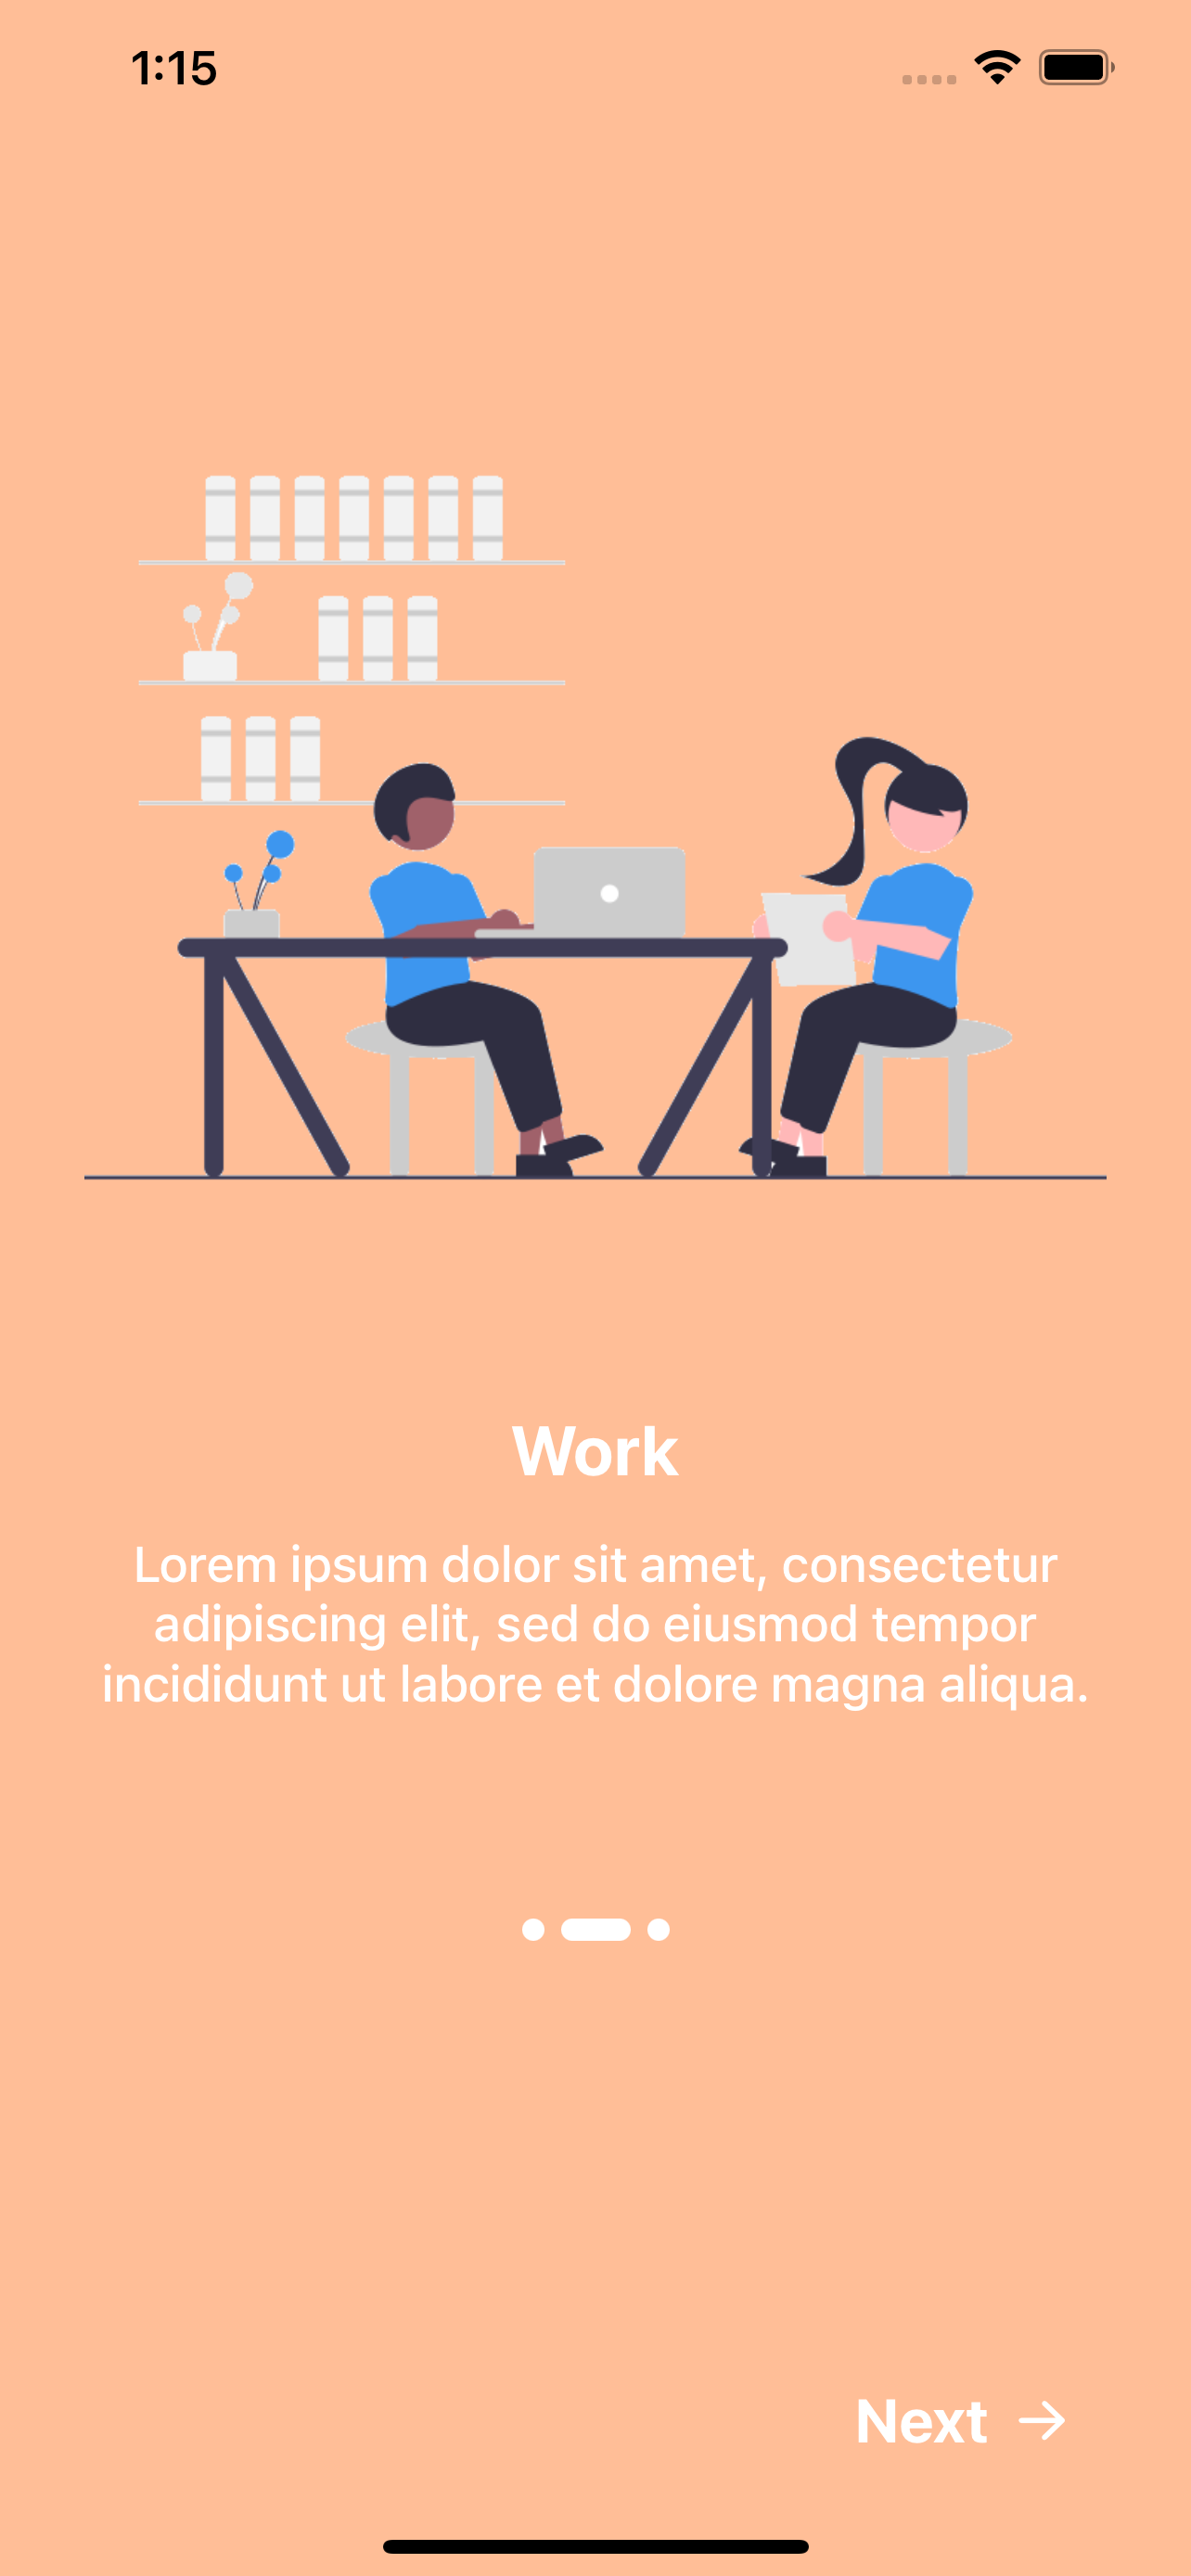 1:15
Work
Lorem ipsum dolor sit amet, consectetur
adipiscing elit, sed do eiusmod tempor
incididunt ut labore et dolore magna aliqua.
Next